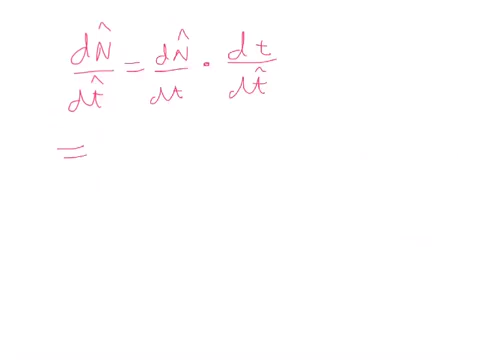 dN̂/dt̂ = dN̂/dt · dt/dt̂
=